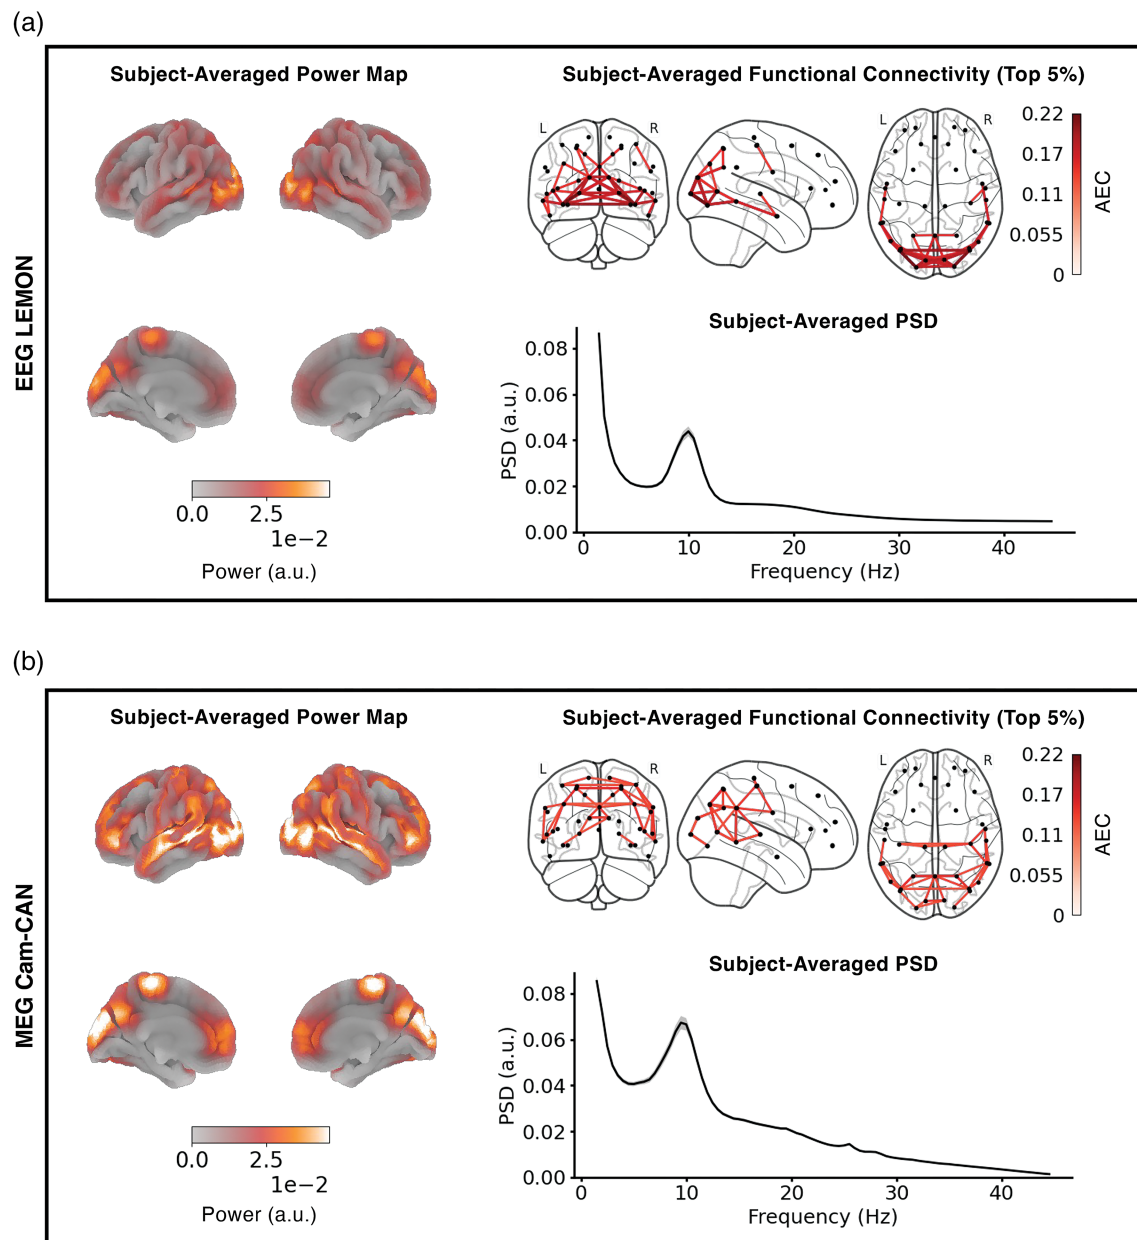 (a)
EEG LEMON
Subject-Averaged Power Map
0.0 2.5
1e−2
Power (a.u.)
Subject-Averaged Functional Connectivity (Top 5%)
L R L R
0.22
0.17
0.11
0.055
0
AEC
Subject-Averaged PSD
PSD (a.u.)
0.08
0.06
0.04
0.02
0.00
0 10 20 30 40
Frequency (Hz)
(b)
MEG Cam-CAN
Subject-Averaged Power Map
0.0 2.5
1e−2
Power (a.u.)
Subject-Averaged Functional Connectivity (Top 5%)
L R L R
0.22
0.17
0.11
0.055
0
AEC
Subject-Averaged PSD
PSD (a.u.)
0.08
0.06
0.04
0.02
0.00
0 10 20 30 40
Frequency (Hz)